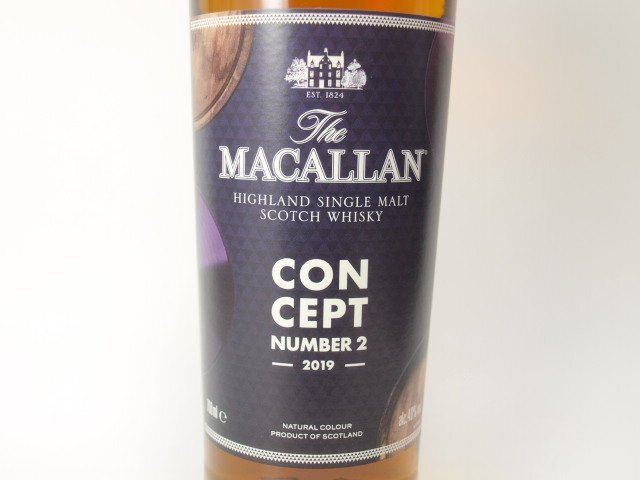 EST. 1824
The
MACALLAN
HIGHLAND SINGLE MALT
SCOTCH WHISKY
CON
CEPT
NUMBER 2
2019
NATURAL COLOUR
PRODUCT OF SCOTLAND